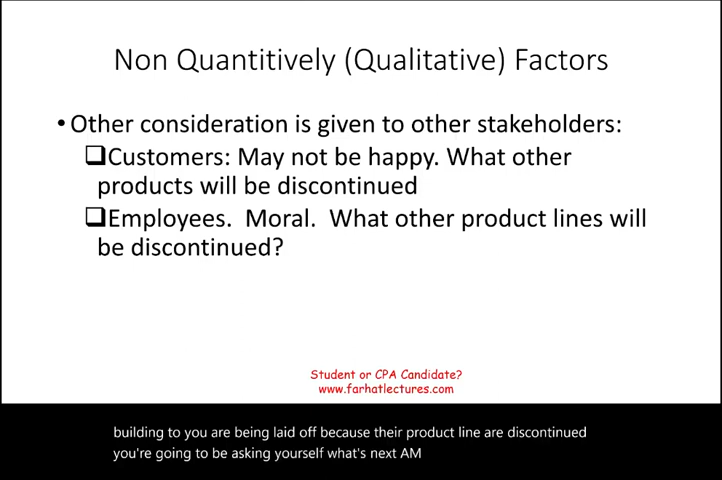 Non Quantitively (Qualitative) Factors
• Other consideration is given to other stakeholders:
❑Customers: May not be happy. What other
products will be discontinued
❑Employees. Moral. What other product lines will
be discontinued?
Student or CPA Candidate?
www.farhatlectures.com
building to you are being laid off because their product line are discontinued
you're going to be asking yourself what's next AM